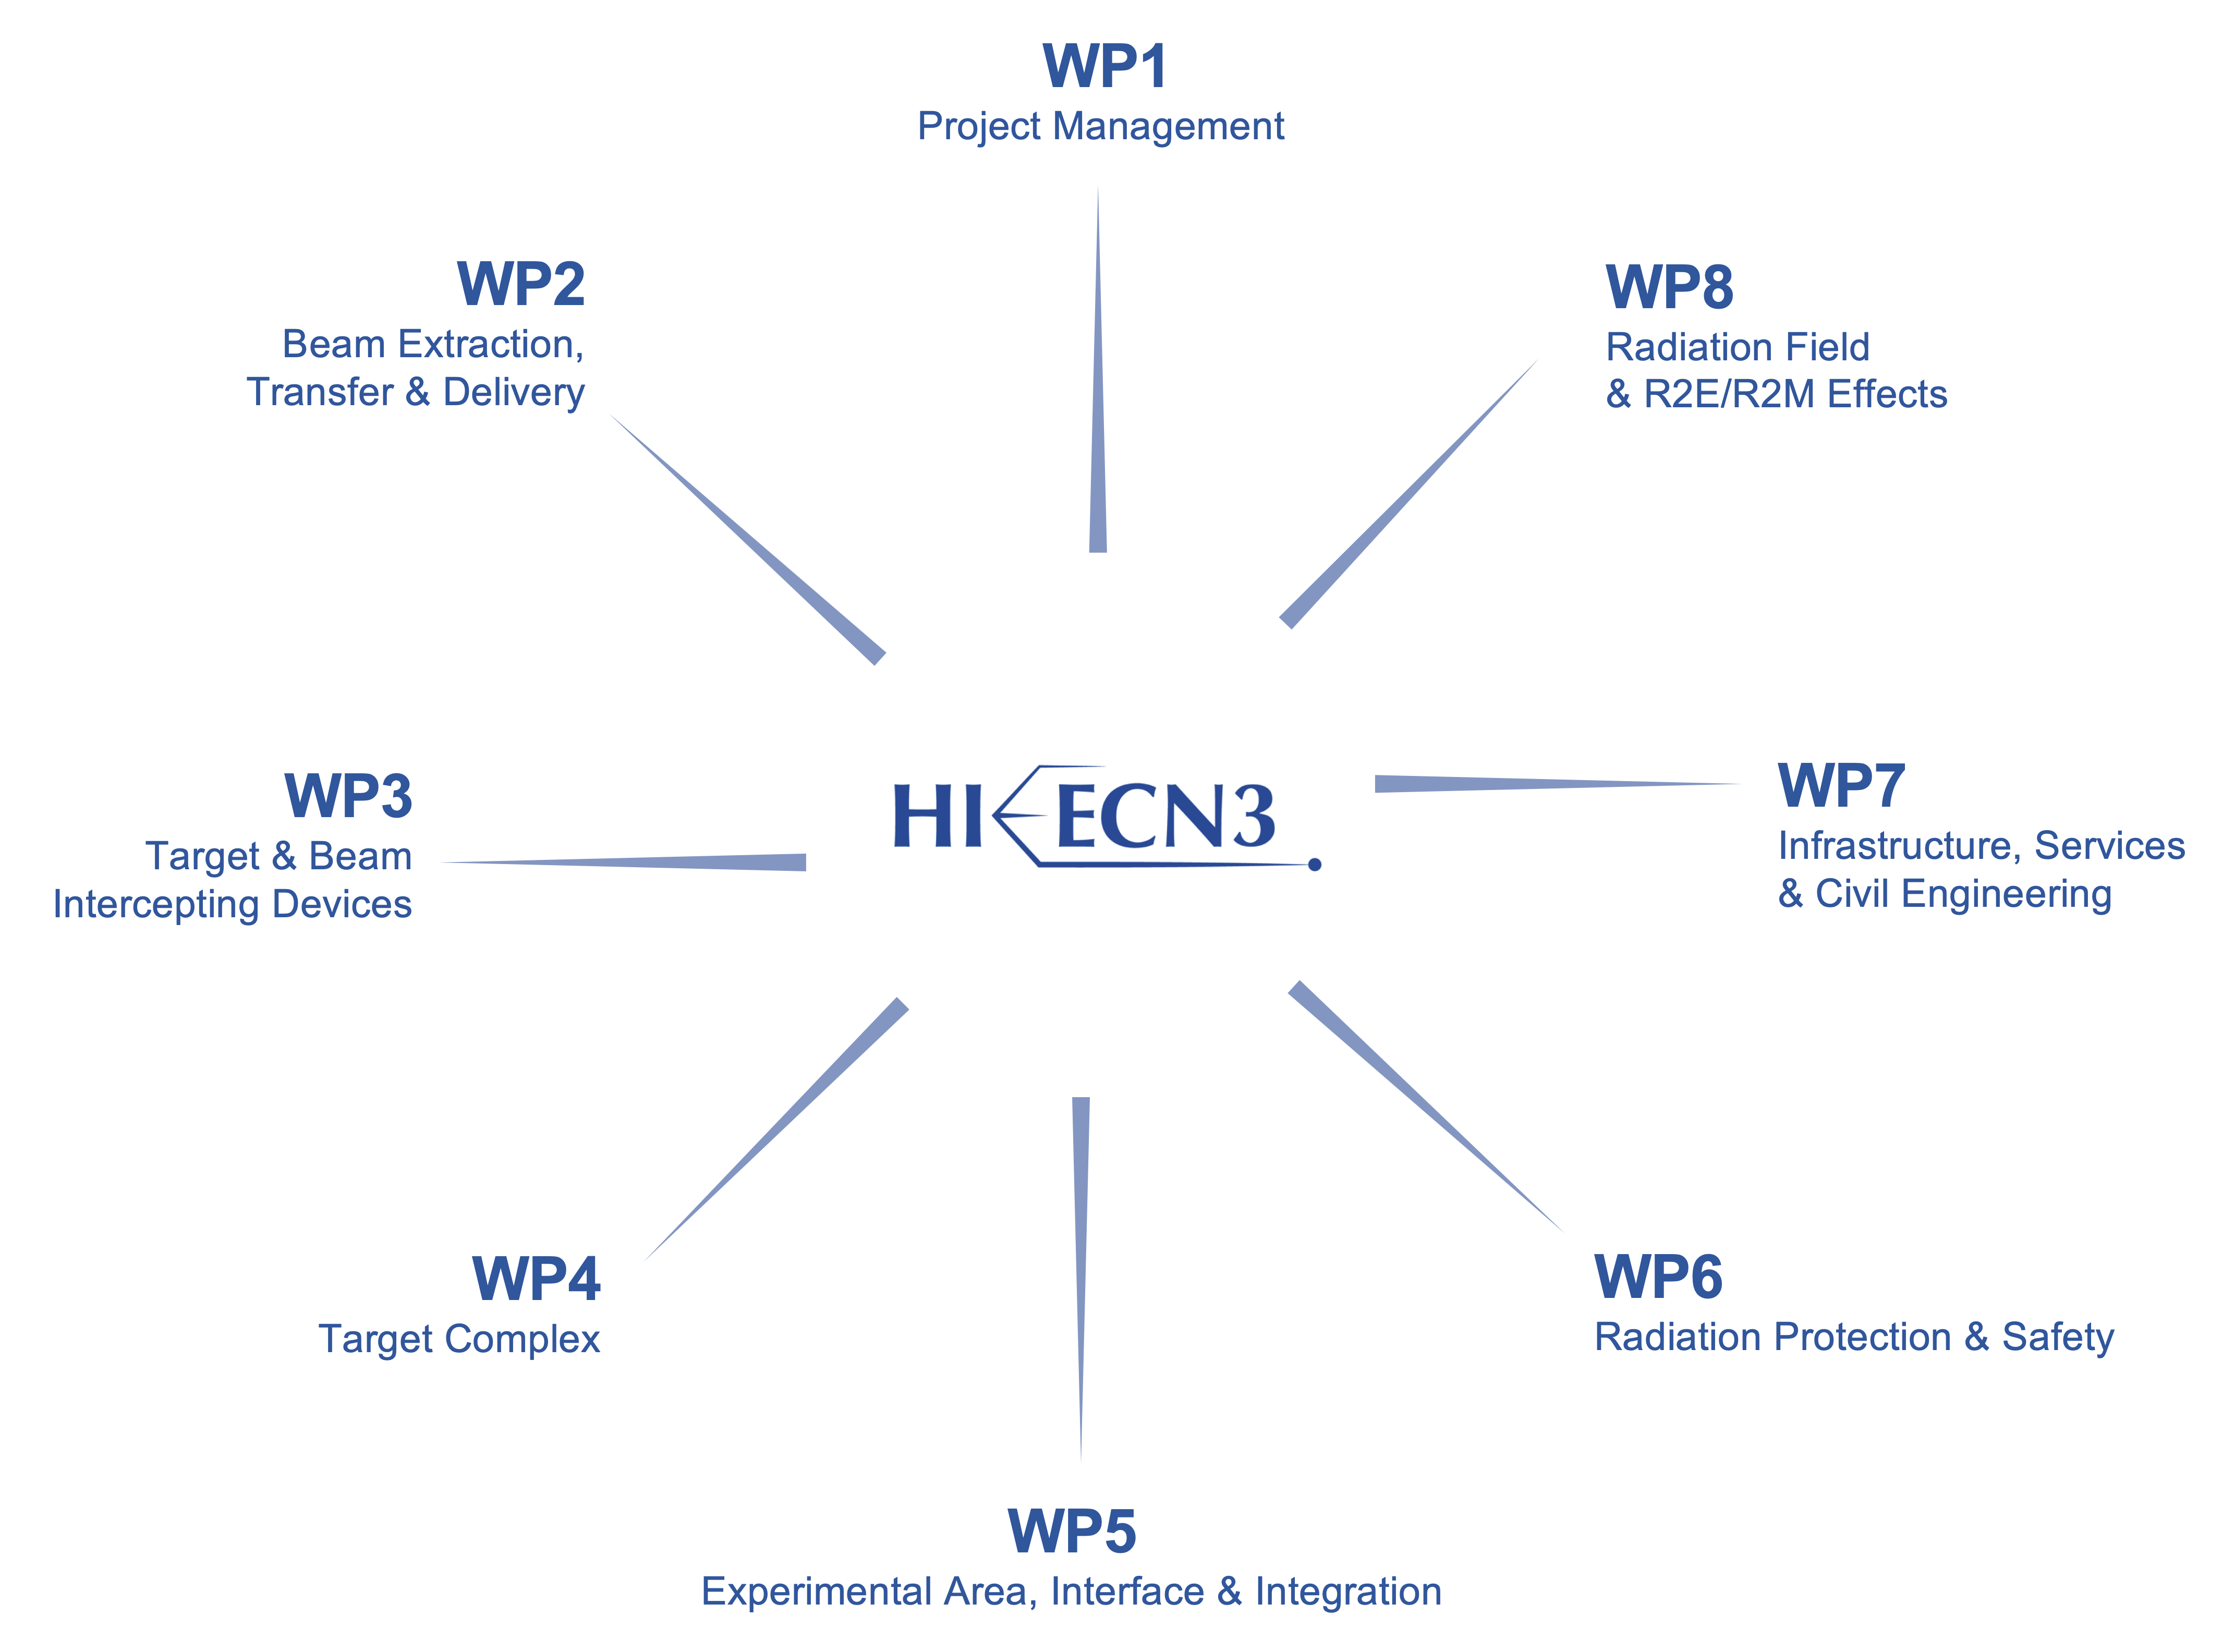 WP1
Project Management
WP2
Beam Extraction,
Transfer & Delivery
WP8
Radiation Field
& R2E/R2M Effects
WP3
Target & Beam
Intercepting Devices
HI ECN3
WP7
Infrastructure, Services
& Civil Engineering
WP4
Target Complex
WP6
Radiation Protection & Safety
WP5
Experimental Area, Interface & Integration